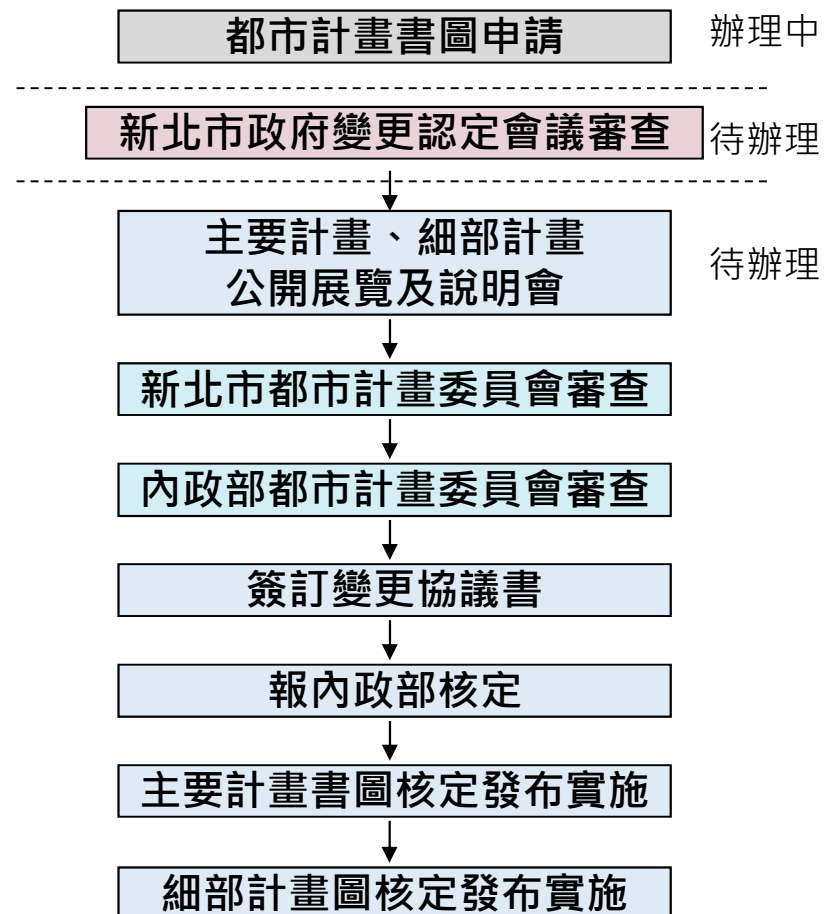 都市計畫書圖申請
辦理中
新北市政府變更認定會議審查
待辦理
主要計畫、細部計畫
公開展覽及說明會
待辦理
新北市都市計畫委員會審查
內政部都市計畫委員會審查
簽訂變更協議書
報內政部核定
主要計畫書圖核定發布實施
細部計畫圖核定發布實施